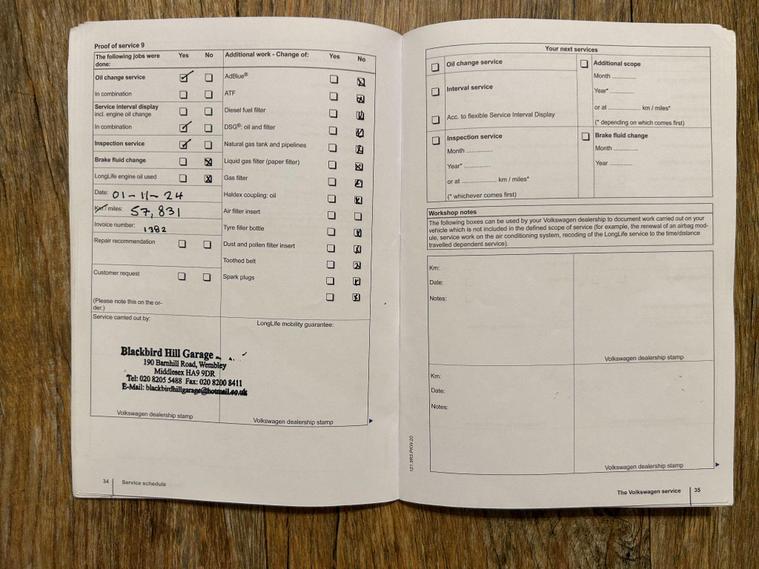 Proof of service 9
The following jobs were done:
Yes No
Additional work - Change of:
Yes No
Oil change service
In combination
Service interval display
incl. engine oil change
In combination
Inspection service
Brake fluid change
LongLife engine oil used
Date: 01-11-24
Km / miles: 57,831
Invoice number: 1382
Repair recommendation
Customer request
(Please note this on the or-
der.)
AdBlue®
ATF
Diesel fuel filter
DSG®: oil and filter
Natural gas tank and pipelines
Liquid gas filter (paper filter)
Gas filter
Haldex coupling: oil
Air filter insert
Tyre filler bottle
Dust and pollen filter insert
Toothed belt
Spark plugs
Service carried out by:
LongLife mobility guarantee:
Blackbird Hill Garage
190 Barnhill Road, Wembley
Middlesex HA9 9DR
Tel: 020 8205 5488 Fax: 020 8200 8411
E-Mail: blackbirdhillgarage@hotmail.co.uk
Volkswagen dealership stamp
Volkswagen dealership stamp
34 Service schedule
Your next services
Oil change service
Interval service
Acc. to flexible Service Interval Display
Additional scope
Month
Year*
or at km / miles*
(* depending on which comes first)
Inspection service
Month
Year*
or at km / miles*
(* whichever comes first)
Brake fluid change
Month
Year
Workshop notes
The following boxes can be used by your Volkswagen dealership to document work carried out on your
vehicle which is not included in the defined scope of service (for example, the renewal of an airbag mod-
ule, service work on the air conditioning system, recoding of the LongLife service to the time/distance
travelled dependent service).
Km:
Date:
Notes:
Volkswagen dealership stamp
Km:
Date:
Notes:
Volkswagen dealership stamp
The Volkswagen service 35